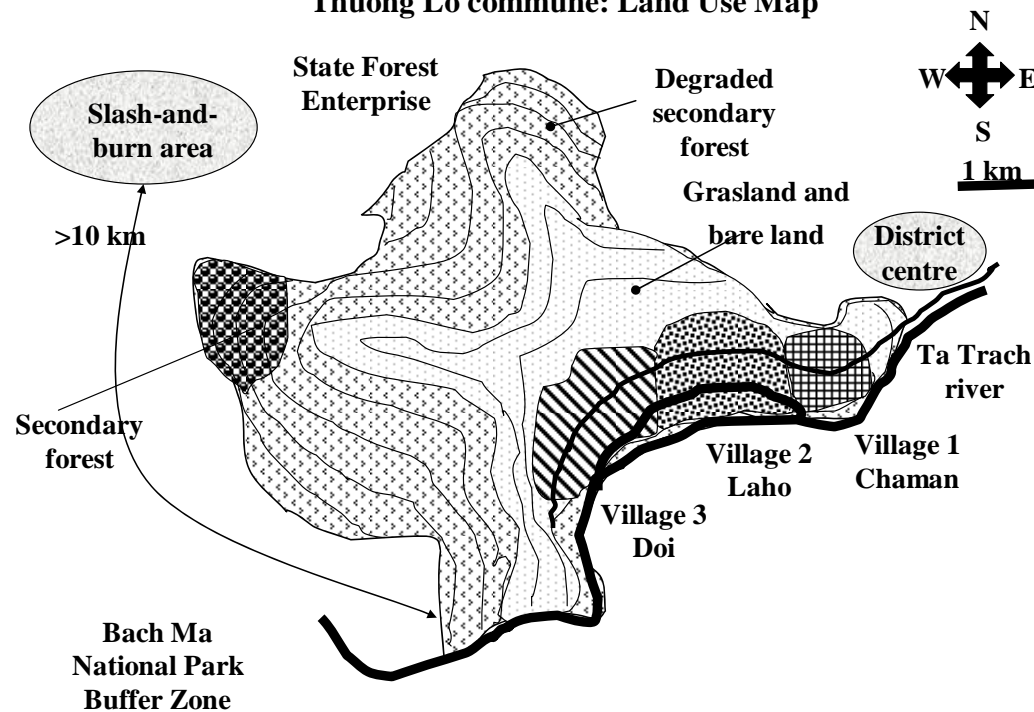 Thuong Lo commune: Land Use Map
N
W
E
S
1 km
State Forest
Enterprise
Degraded
secondary
forest
Slash-and-
burn area
Grasland and
bare land
>10 km
District
centre
Ta Trach
river
Secondary
forest
Village 2
Laho
Village 1
Chaman
Village 3
Doi
Bach Ma
National Park
Buffer Zone